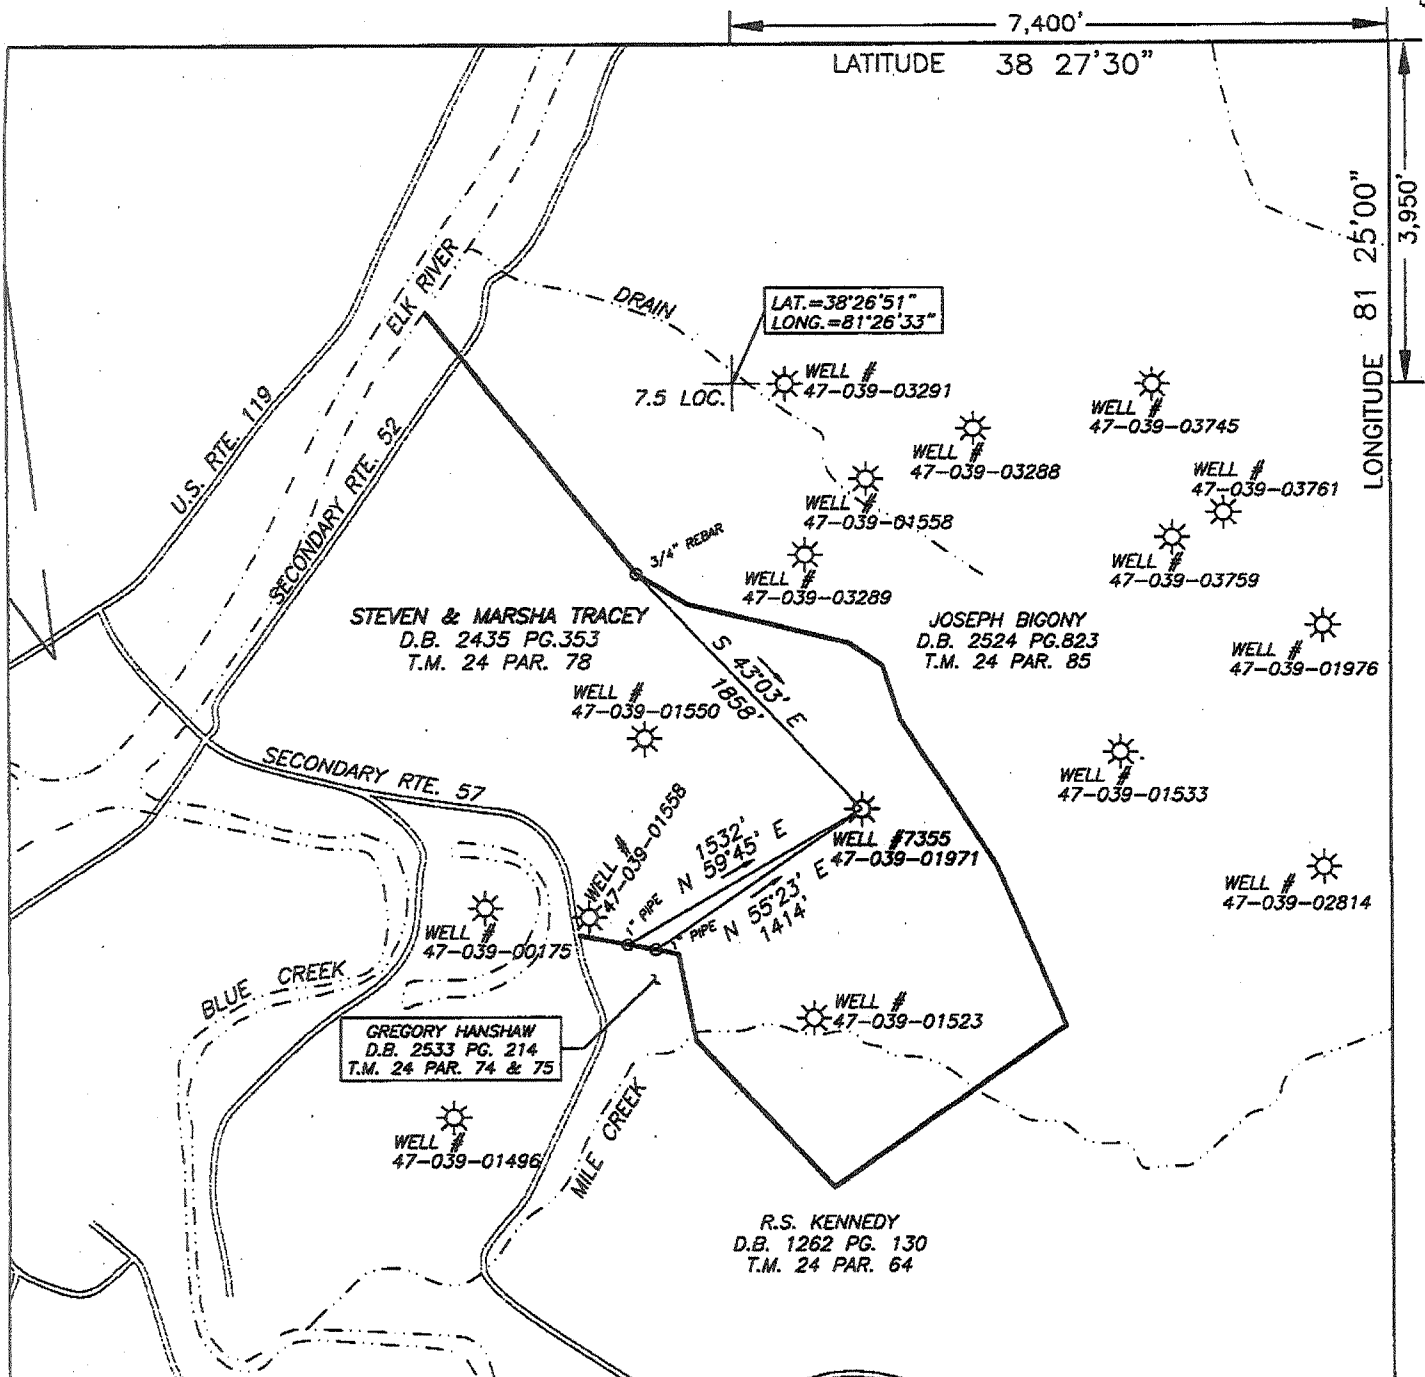 7,400'
LATITUDE 38 27'30"
LONGITUDE 81 25'00"
3,950'
ELK RIVER
DRAIN
LAT.=38°26'51"
LONG.=81°26'33"
7.5 LOC.
WELL #
47-039-03291
WELL #
47-039-03745
WELL #
47-039-03288
WELL #
47-039-03761
U.S. RTE. 119
SECONDARY RTE. 52
WELL #
47-039-01558
3/4" REBAR
WELL #
47-039-03289
WELL #
47-039-03759
STEVEN & MARSHA TRACEY
D.B. 2435 PG.353
T.M. 24 PAR. 78
JOSEPH BIGONY
D.B. 2524 PG.823
T.M. 24 PAR. 85
WELL #
47-039-01976
S 43°03' E
1858'
WELL #
47-039-01550
SECONDARY RTE. 57
WELL #
47-039-01533
WELL #
47-039-01558
1532'
N 59°45' E
WELL #7355
47-039-01971
1" PIPE
1" PIPE
N 55°23' E
1414'
WELL #
47-039-02814
WELL #
47-039-00175
BLUE CREEK
WELL #
47-039-01523
GREGORY HANSHAW
D.B. 2533 PG. 214
T.M. 24 PAR. 74 & 75
MILE CREEK
WELL #
47-039-01496
R.S. KENNEDY
D.B. 1262 PG. 130
T.M. 24 PAR. 64